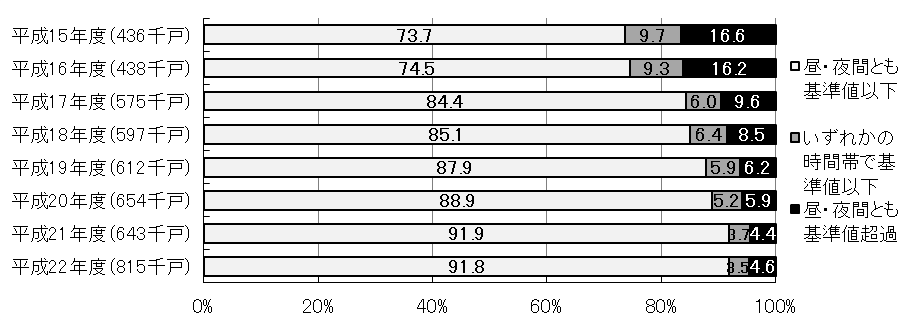 平成15年度(436千戸) 73.7 9.7 16.6
平成16年度(438千戸) 74.5 9.3 16.2
平成17年度(575千戸) 84.4 6.0 9.6
平成18年度(597千戸) 85.1 6.4 8.5
平成19年度(612千戸) 87.9 5.9 6.2
平成20年度(654千戸) 88.9 5.2 5.9
平成21年度(643千戸) 91.9 3.7 4.4
平成22年度(815千戸) 91.8 3.5 4.6
0% 20% 40% 60% 80% 100%
昼・夜間とも
基準値以下
いずれかの
時間帯で基
準値以下
昼・夜間とも
基準値超過